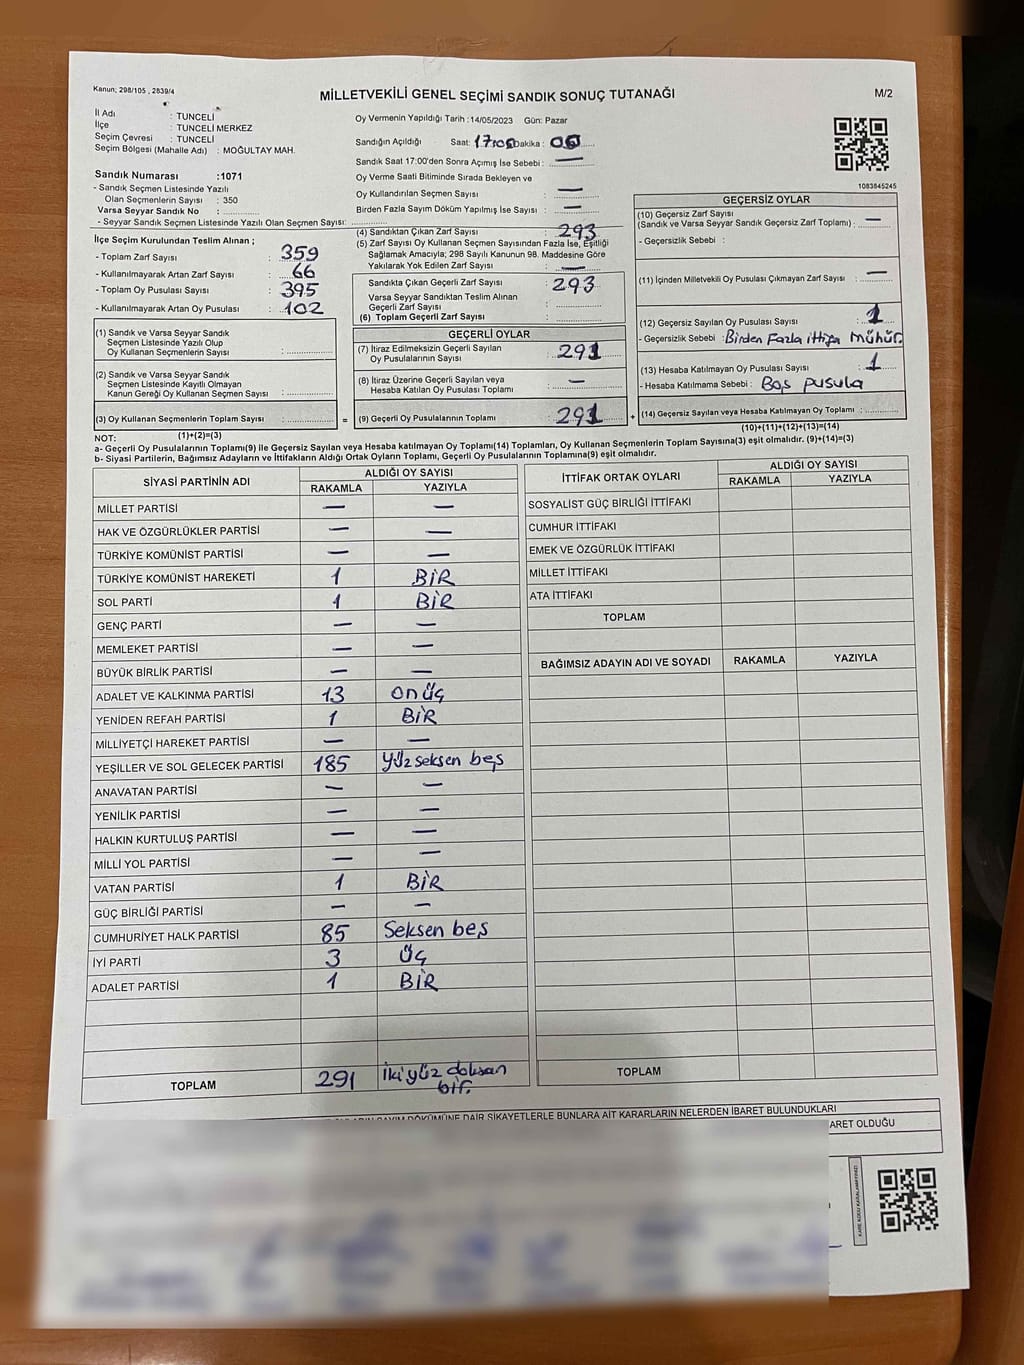 Kanun; 298/105 , 2839/4
MİLLETVEKİLİ GENEL SEÇİMİ SANDIK SONUÇ TUTANAĞI
M/2
İl Adı : TUNCELİ
İlçe : TUNCELİ MERKEZ
Seçim Çevresi : TUNCELİ
Seçim Bölgesi (Mahalle Adı) : MOĞULTAY MAH.
Sandık Numarası :1071
- Sandık Seçmen Listesinde Yazılı
Olan Seçmenlerin Sayısı : 350
Varsa Seyyar Sandık No :
- Seyyar Sandık Seçmen Listesinde Yazılı Olan Seçmen Sayısı:
Oy Vermenin Yapıldığı Tarih :14/05/2023 Gün: Pazar
Sandığın Açıldığı Saat: Dakika :
Sandık Saat 17:00'den Sonra Açımış İse Sebebi : —
Oy Verme Saati Bitiminde Sırada Bekleyen ve
Oy Kullandırılan Seçmen Sayısı : —
Birden Fazla Sayım Döküm Yapılmış İse Sayısı : —
1083845245
İlçe Seçim Kurulundan Teslim Alınan ;
- Toplam Zarf Sayısı : 359
- Kullanılmayarak Artan Zarf Sayısı : 66
- Toplam Oy Pusulası Sayısı : 395
- Kullanılmayarak Artan Oy Pusulası : 102
(4) Sandıktan Çıkan Zarf Sayısı : 293
(5) Zarf Sayısı Oy Kullanan Seçmen Sayısından Fazla İse, Eşitliği
Sağlamak Amacıyla; 298 Sayılı Kanunun 98. Maddesine Göre
Yakılarak Yok Edilen Zarf Sayısı : —
Sandıkta Çıkan Geçerli Zarf Sayısı : 293
Varsa Seyyar Sandıktan Teslim Alınan
Geçerli Zarf Sayısı :
(6) Toplam Geçerli Zarf Sayısı :
GEÇERSİZ OYLAR
(10) Geçersiz Zarf Sayısı
(Sandık ve Varsa Seyyar Sandık Geçersiz Zarf Toplamı) : —
- Geçersizlik Sebebi :
(11) İçinden Milletvekili Oy Pusulası Çıkmayan Zarf Sayısı : —
(12) Geçersiz Sayılan Oy Pusulası Sayısı : 1
- Geçersizlik Sebebi : Birden Fazla ittifa Mühür
(13) Hesaba Katılmayan Oy Sayısı : 1
- Hesaba Katılmama Sebebi : Boş pusula
(14) Geçersiz Sayılan veya Hesaba Katılmayan Oy Toplamı :
(10)+(11)+(12)+(13)=(14)
(1) Sandık ve Varsa Seyyar Sandık
Seçmen Listesinde Yazılı Olup
Oy Kullanan Seçmenlerin Sayısı :
(2) Sandık ve Varsa Seyyar Sandık
Seçmen Listesinde Kayıtlı Olmayan
Kanun Gereği Oy Kullanan Seçmen Sayısı :
(3) Oy Kullanan Seçmenlerin Toplam Sayısı : =
(1)+(2)=(3)
GEÇERLİ OYLAR
(7) İtiraz Edilmeksizin Geçerli Sayılan
Oy Pusulalarının Sayısı : 291
(8) İtiraz Üzerine Geçerli Sayılan veya
Hesaba Katılan Oy Pusulası Toplamı : —
(9) Geçerli Oy Pusulalarının Toplamı : 291 +
NOT:
a- Geçerli Oy Pusulalarının Toplamı(9) ile Geçersiz Sayılan veya Hesaba katılmayan Oy Toplamı(14) Toplamları, Oy Kullanan Seçmenlerin Toplam Sayısına(3) eşit olmalıdır. (9)+(14)=(3)
b- Siyasi Partilerin, Bağımsız Adayların ve İttifakların Aldığı Ortak Oyların Toplamı, Geçerli Oy Pusulalarının Toplamına(9) eşit olmalıdır.
SİYASİ PARTİNİN ADI ALDIĞI OY SAYISI
RAKAMLA YAZIYLA
MİLLET PARTİSİ — —
HAK VE ÖZGÜRLÜKLER PARTİSİ — —
TÜRKİYE KOMÜNİST PARTİSİ — —
TÜRKİYE KOMÜNİST HAREKETİ 1 BİR
SOL PARTİ 1 BİR
GENÇ PARTİ — —
MEMLEKET PARTİSİ — —
BÜYÜK BİRLİK PARTİSİ — —
ADALET VE KALKINMA PARTİSİ 13 onüç
YENİDEN REFAH PARTİSİ 1 BİR
MİLLİYETÇİ HAREKET PARTİSİ — —
YEŞİLLER VE SOL GELECEK PARTİSİ 185 yüz seksen beş
ANAVATAN PARTİSİ — —
YENİLİK PARTİSİ — —
HALKIN KURTULUŞ PARTİSİ — —
MİLLİ YOL PARTİSİ — —
VATAN PARTİSİ 1 BİR
GÜÇ BİRLİĞİ PARTİSİ — —
CUMHURİYET HALK PARTİSİ 85 Seksen beş
İYİ PARTİ 3 üç
ADALET PARTİSİ 1 BİR
TOPLAM 291 ikiyüz doksan
bir.
İTTİFAK ORTAK OYLARI ALDIĞI OY SAYISI
RAKAMLA YAZIYLA
SOSYALİST GÜÇ BİRLİĞİ İTTİFAKI
CUMHUR İTTİFAKI
EMEK VE ÖZGÜRLÜK İTTİFAKI
MİLLET İTTİFAKI
ATA İTTİFAKI
TOPLAM
BAĞIMSIZ ADAYIN ADI VE SOYADI RAKAMLA YAZIYLA
TOPLAM
SAYIM DÖKÜMÜNE DAİR ŞİKAYETLERLE BUNLARA AİT KARARLARIN NELERDEN İBARET BULUNDUKLARI
OLDUĞU
KARE KODU KARALAMAYINIZ!